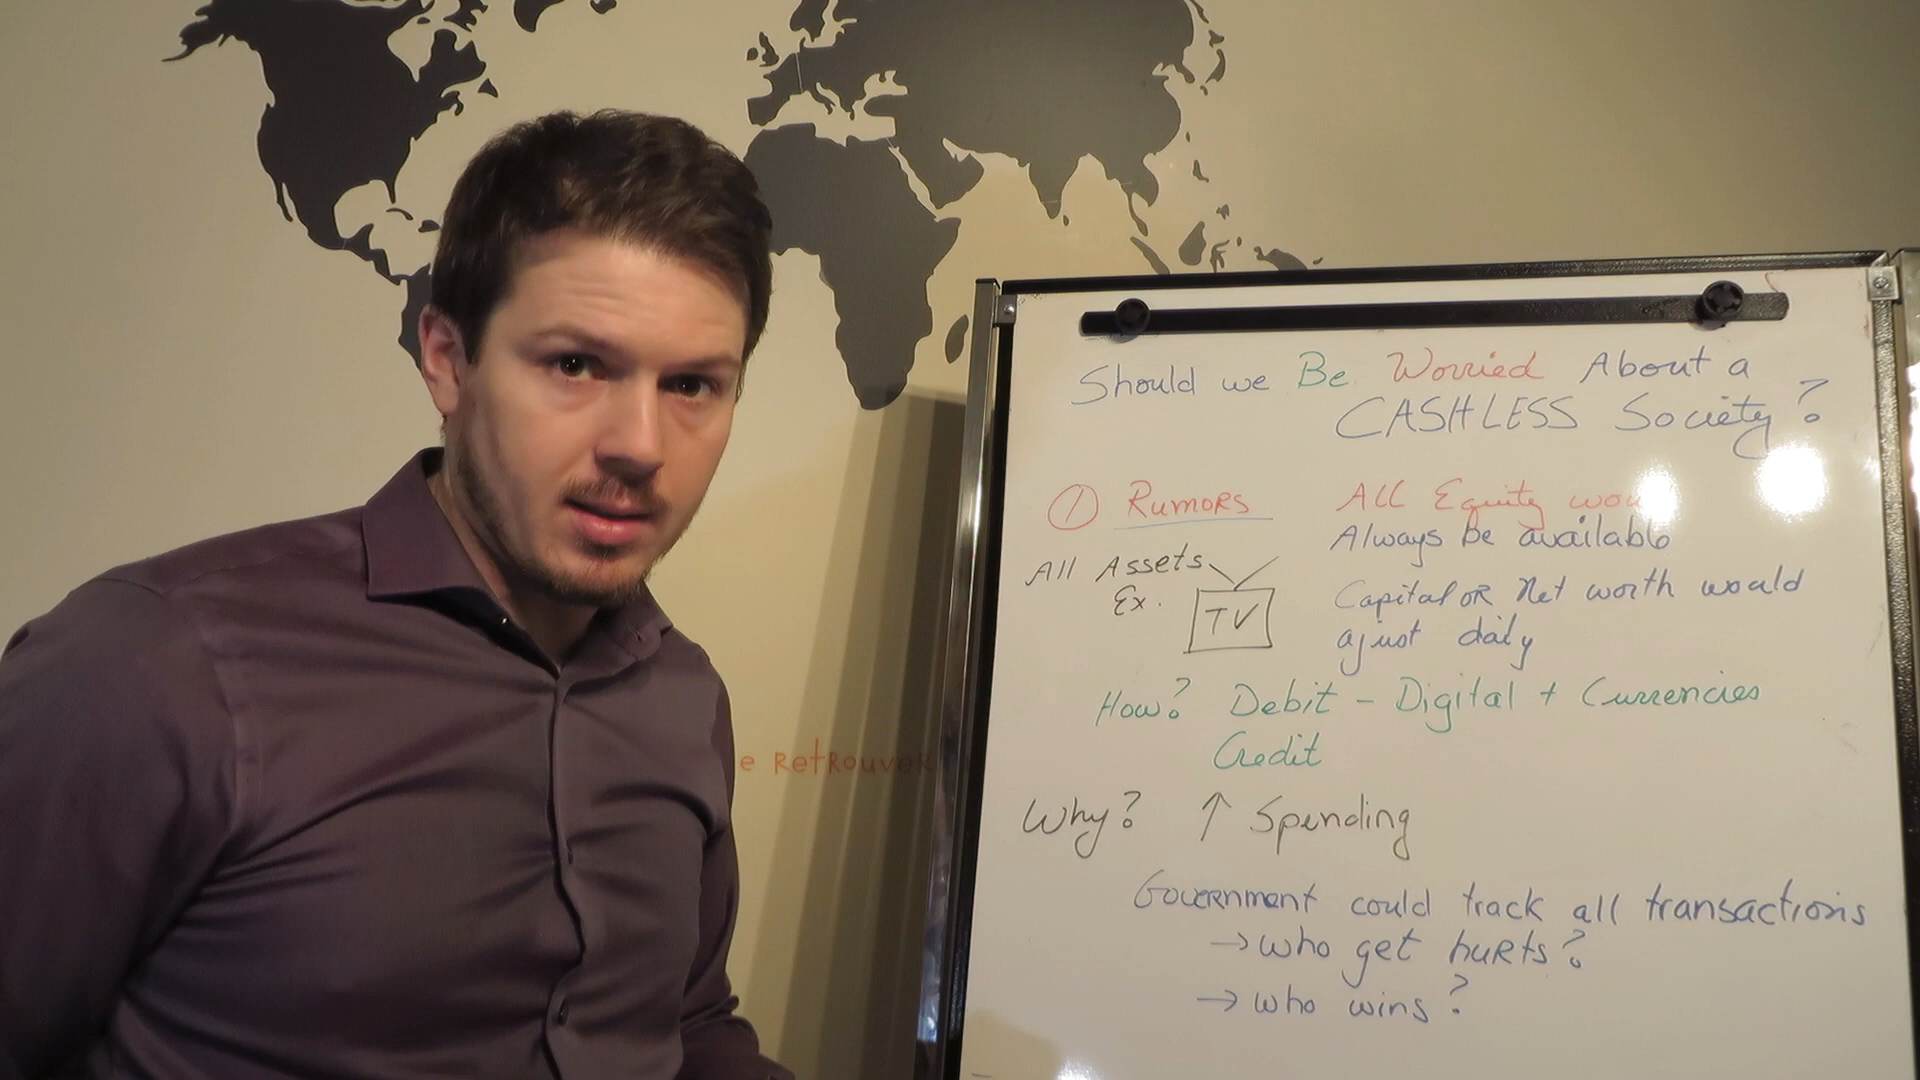 Should we Be Worried About a
CASHLESS Society?
① Rumors
All Equity wou
Always be available
All Assets
Ex.
TV
Capital or Net worth would
ajust daily
How? Debit - Digital + Currencies
Credit
Why? ↑ Spending
Government could track all transactions
→ who get hurts?
→ who wins?
e RetRouver